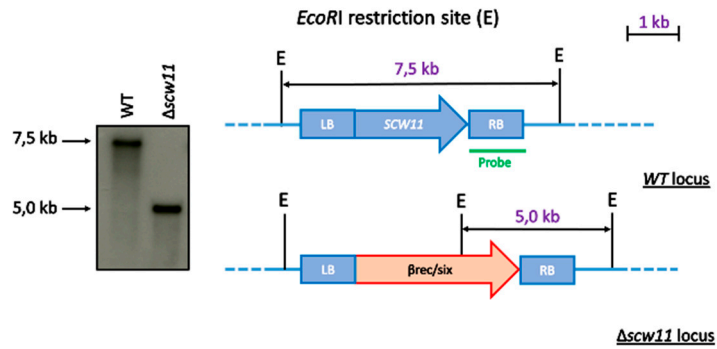 EcoRI restriction site (E)
1 kb
WT
Δscw11
7,5 kb
5,0 kb
E
E
7,5 kb
LB
SCW11
RB
Probe
WT locus
E
E
E
5,0 kb
LB
βrec/six
RB
Δscw11 locus